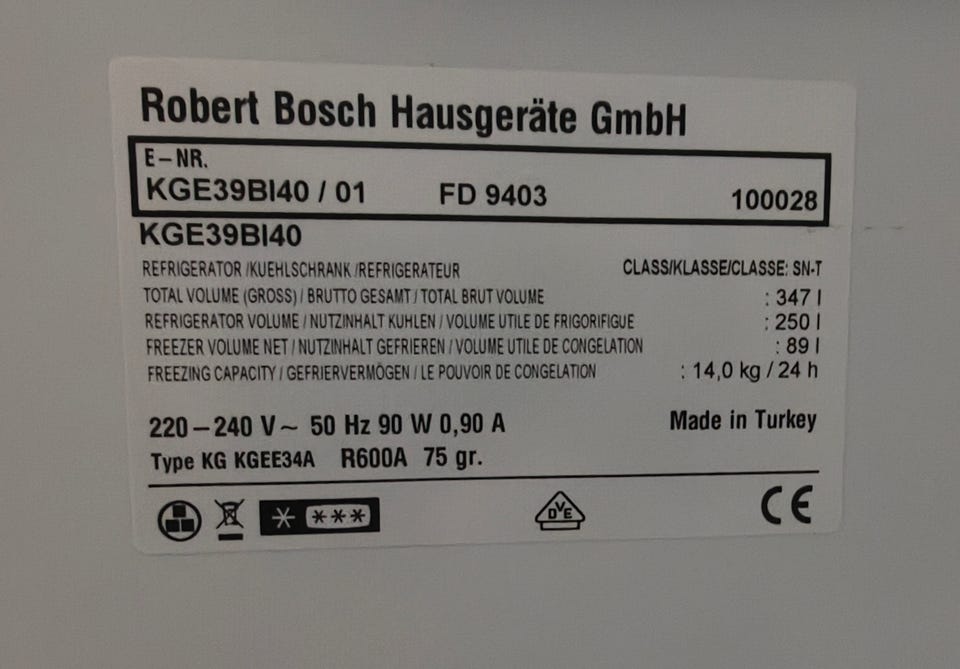 Robert Bosch Hausgeräte GmbH
E-NR.
KGE39BI40 / 01 FD 9403 100028
KGE39BI40
REFRIGERATOR /KUEHLSCHRANK /REFRIGERATEUR CLASS/KLASSE/CLASSE: SN-T
TOTAL VOLUME (GROSS) / BRUTTO GESAMT / TOTAL BRUT VOLUME : 347 l
REFRIGERATOR VOLUME / NUTZINHALT KUHLEN / VOLUME UTILE DE FRIGORIFIGUE : 250 l
FREEZER VOLUME NET / NUTZINHALT GEFRIEREN / VOLUME UTILE DE CONGELATION : 89 l
FREEZING CAPACITY / GEFRIERVERMÖGEN / LE POUVOIR DE CONGELATION : 14,0 kg / 24 h
220-240 V~ 50 Hz 90 W 0,90 A Made in Turkey
Type KG KGEE34A R600A 75 gr.
* *** DVE CE